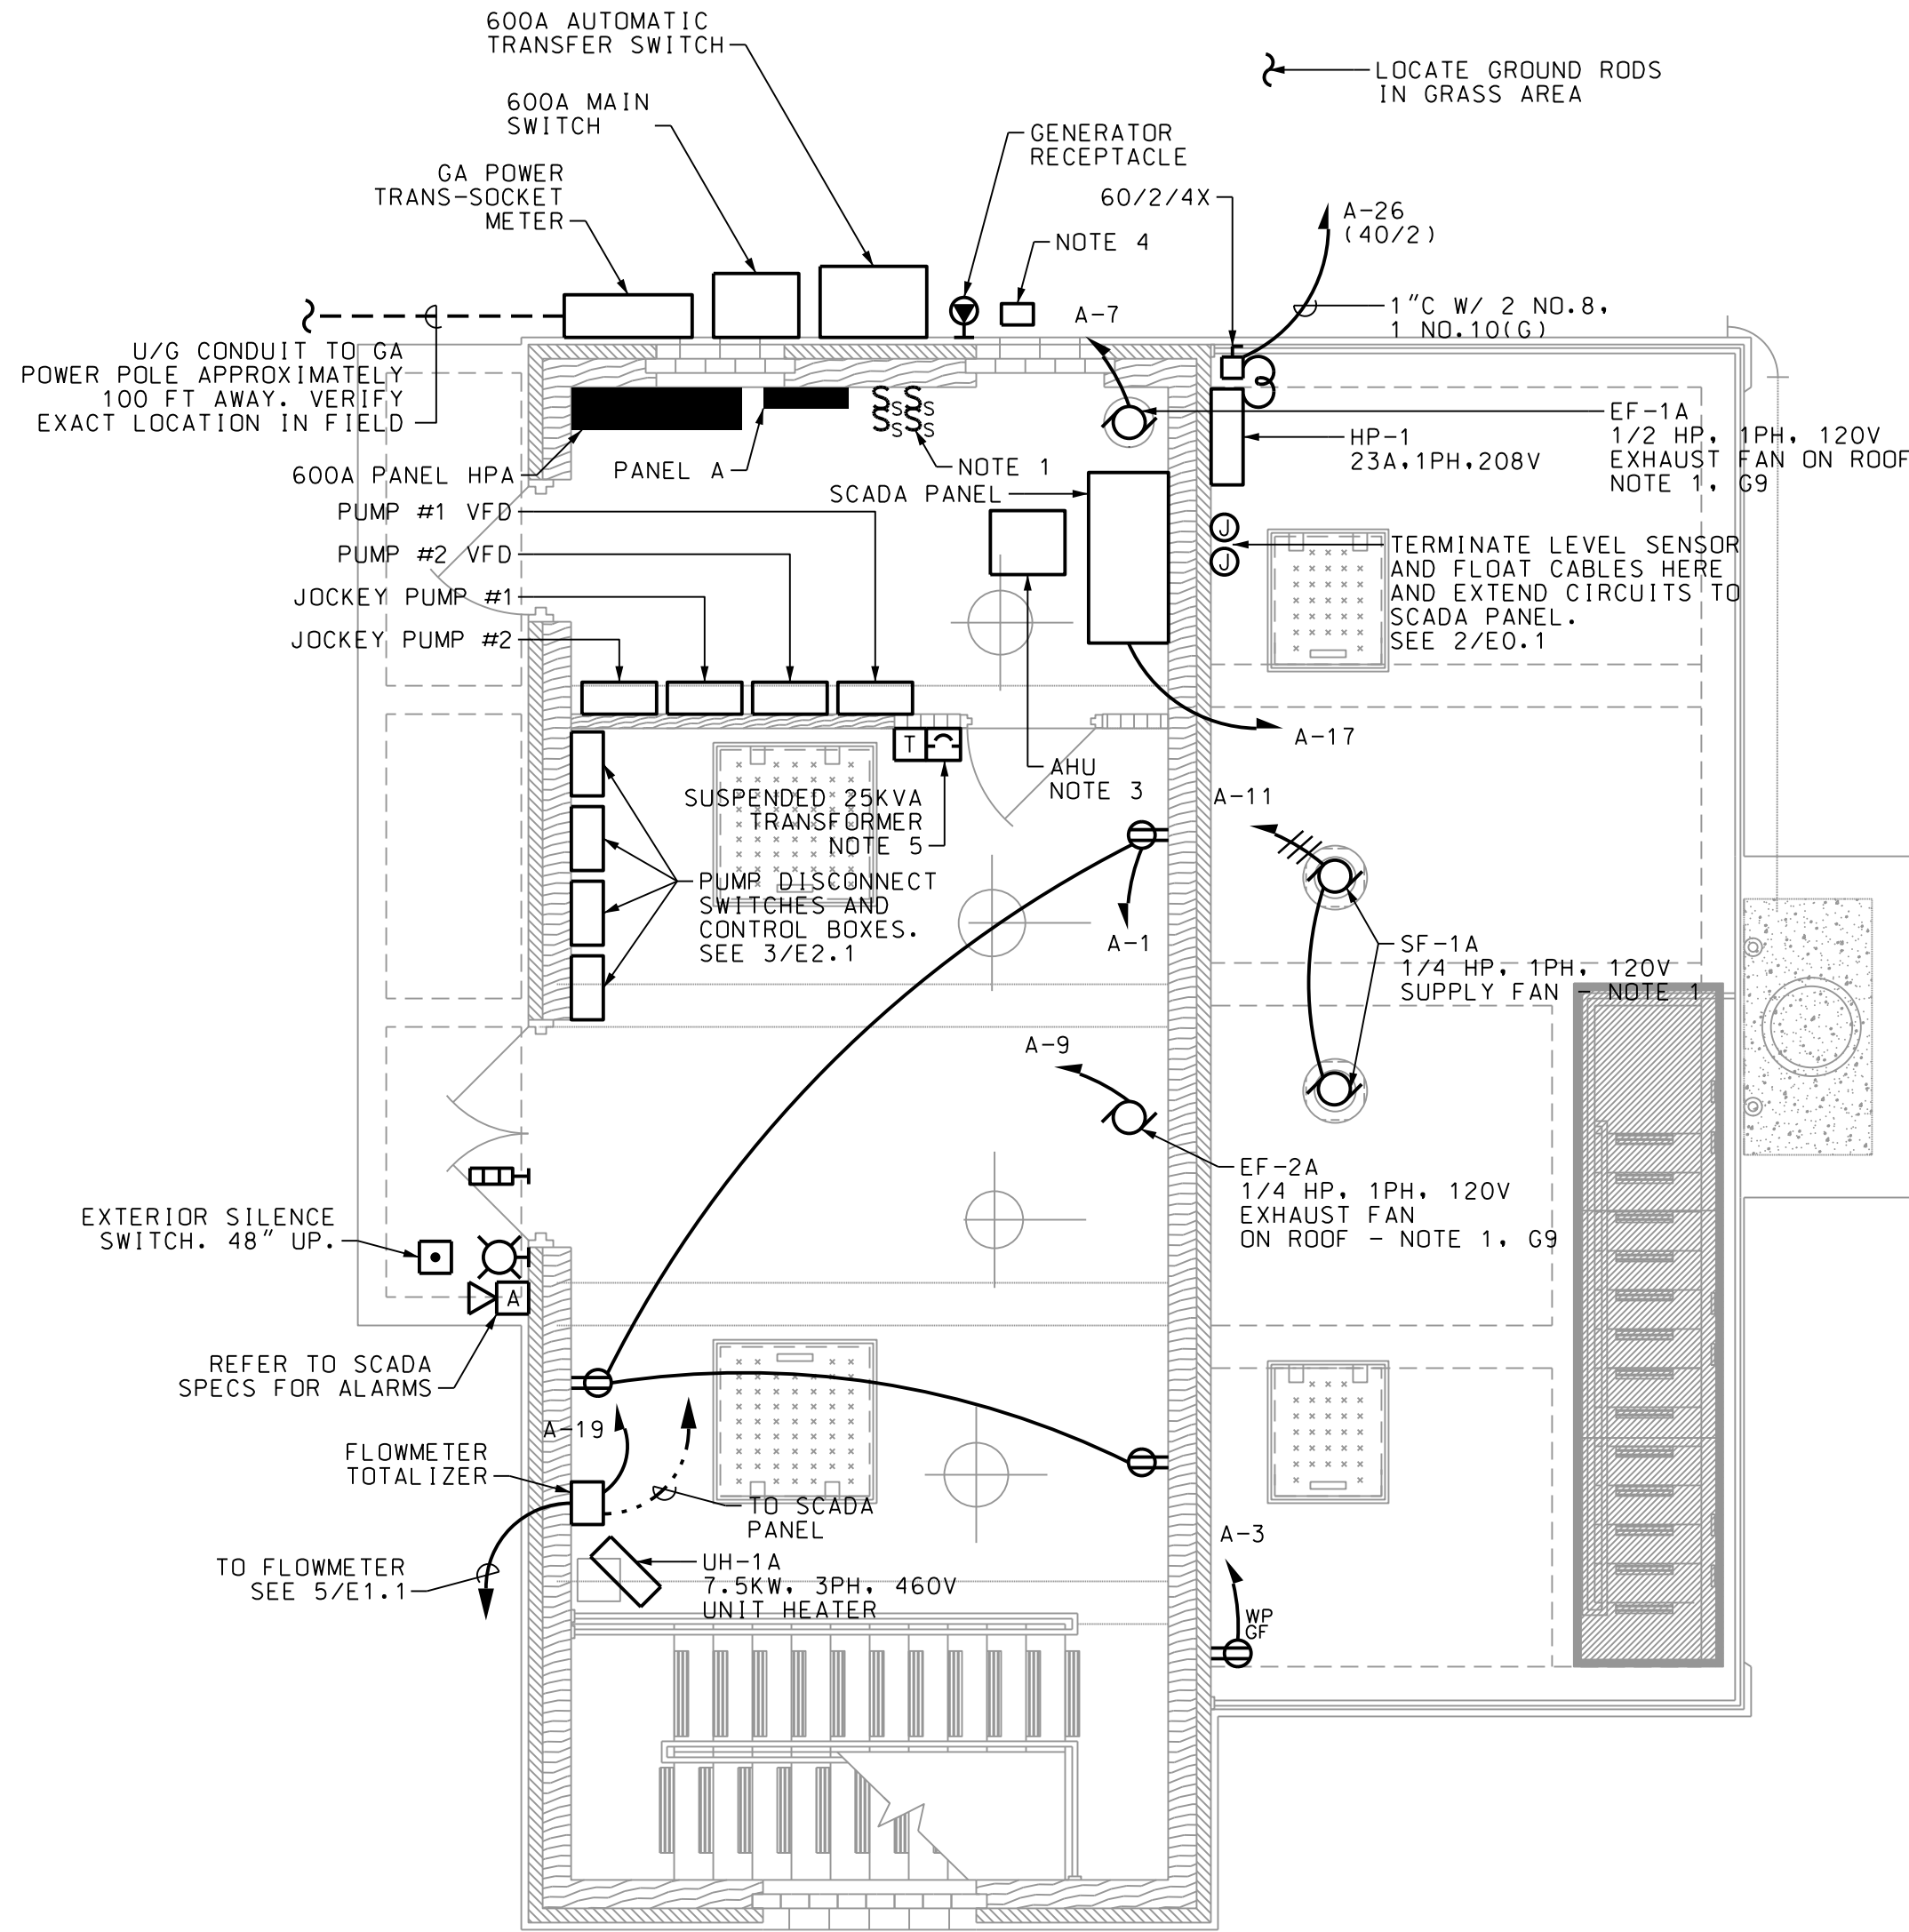 600A AUTOMATIC
TRANSFER SWITCH
LOCATE GROUND RODS
IN GRASS AREA
600A MAIN
SWITCH
GENERATOR
RECEPTACLE
GA POWER
TRANS-SOCKET
METER
60/2/4X
A-26
(40/2)
NOTE 4
1"C W/ 2 NO.8,
1 NO.10(G)
A-7
U/G CONDUIT TO GA
POWER POLE APPROXIMATELY
100 FT AWAY. VERIFY
EXACT LOCATION IN FIELD
S S
S S
EF-1A
1/2 HP, 1PH, 120V
EXHAUST FAN ON ROOF
NOTE 1, G9
HP-1
23A,1PH,208V
600A PANEL HPA
PANEL A
NOTE 1
SCADA PANEL
PUMP #1 VFD
PUMP #2 VFD
JOCKEY PUMP #1
JOCKEY PUMP #2
J
J
TERMINATE LEVEL SENSOR
AND FLOAT CABLES HERE
AND EXTEND CIRCUITS TO
SCADA PANEL.
SEE 2/E0.1
A-17
T
AHU
NOTE 3
SUSPENDED 25KVA
TRANSFORMER
NOTE 5
A-11
PUMP DISCONNECT
SWITCHES AND
CONTROL BOXES.
SEE 3/E2.1
A-1
SF-1A
1/4 HP, 1PH, 120V
SUPPLY FAN - NOTE 1
A-9
EF-2A
1/4 HP, 1PH, 120V
EXHAUST FAN
ON ROOF - NOTE 1, G9
EXTERIOR SILENCE
SWITCH. 48" UP.
A
REFER TO SCADA
SPECS FOR ALARMS
A-19
FLOWMETER
TOTALIZER
TO SCADA
PANEL
TO FLOWMETER
SEE 5/E1.1
UH-1A
7.5KW, 3PH, 460V
UNIT HEATER
A-3
WP
GF